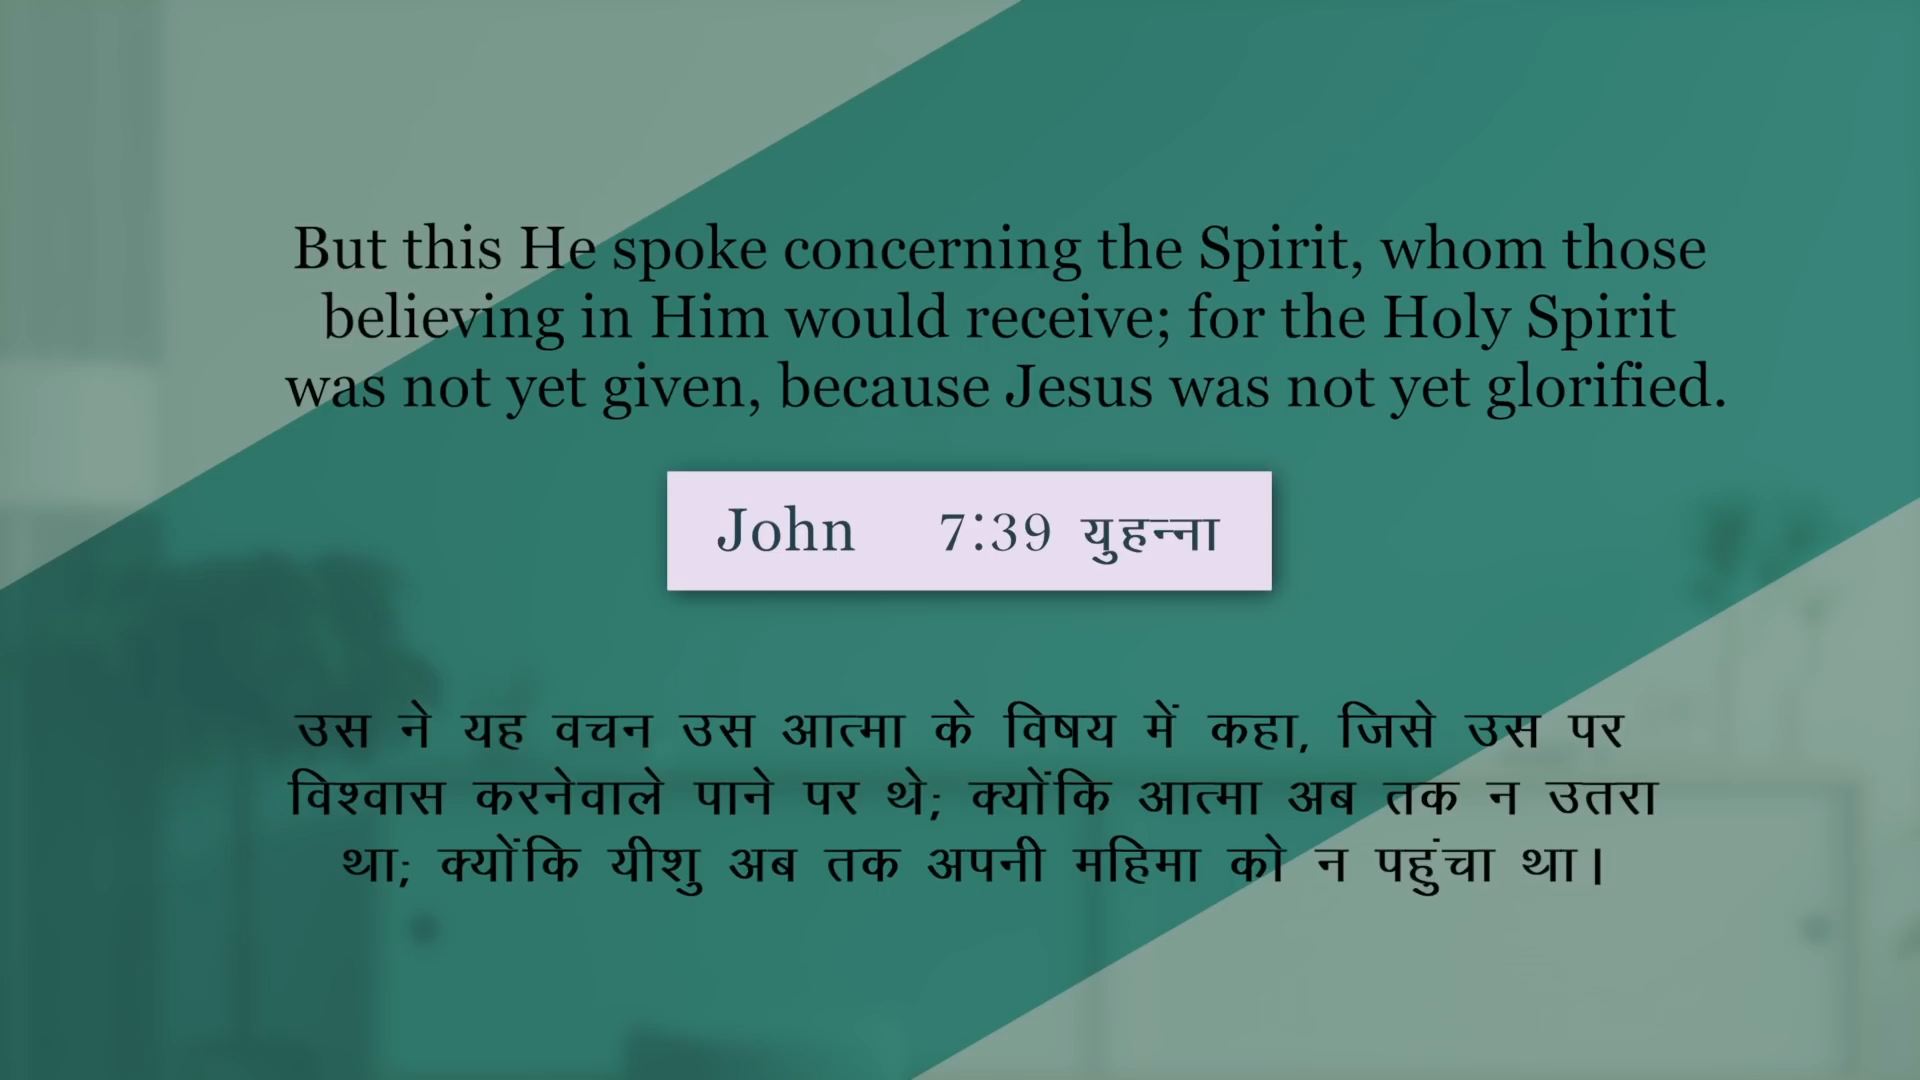 But this He spoke concerning the Spirit, whom those
believing in Him would receive; for the Holy Spirit
was not yet given, because Jesus was not yet glorified.
John 7:39 युहन्ना
उस ने यह वचन उस आत्मा के विषय में कहा, जिसे उस पर
विश्वास करनेवाले पाने पर थे; क्योंकि आत्मा अब तक न उतरा
था; क्योंकि यीशु अब तक अपनी महिमा को न पहुंचा था।